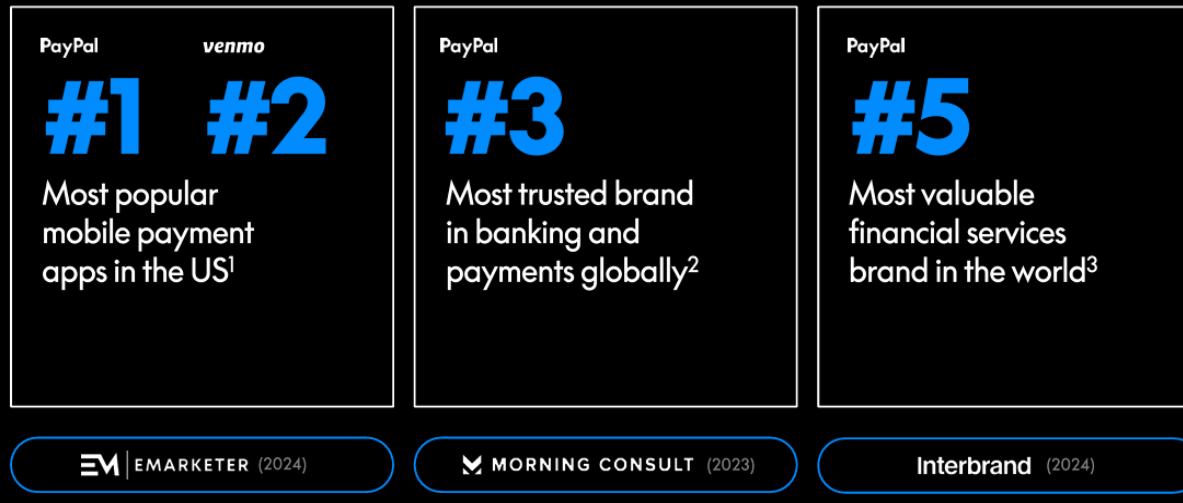 PayPal
venmo
#1
#2
Most popular
mobile payment
apps in the US¹
PayPal
#3
Most trusted brand
in banking and
payments globally²
PayPal
#5
Most valuable
financial services
brand in the world³
EM | EMARKETER (2024)
MORNING CONSULT (2023)
Interbrand (2024)